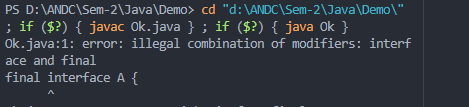 PS D:\ANDC\Sem-2\Java\Demo> cd "d:\ANDC\Sem-2\Java\Demo\"
; if ($?) { javac Ok.java } ; if ($?) { java Ok }
Ok.java:1: error: illegal combination of modifiers: interf
ace and final
final interface A {
^